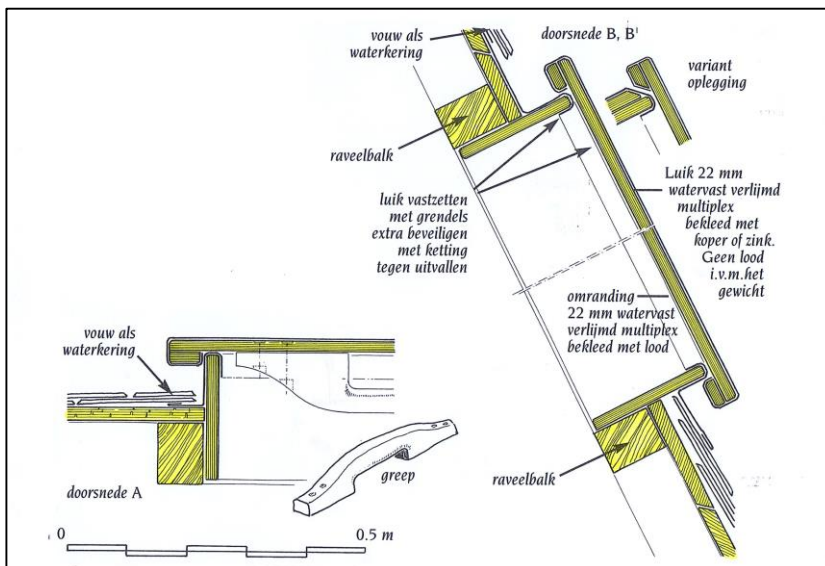 vouw als
waterkering
doorsnede B, B¹
variant
oplegging
raveelbalk
luik vastzetten
met grendels
extra beveiligen
met ketting
tegen uitvallen
Luik 22 mm
watervast verlijmd
multiplex
bekleed met
koper of zink.
Geen lood
i.v.m.het
gewicht
omranding
22 mm watervast
verlijmd multiplex
bekleed met lood
vouw als
waterkering
greep
raveelbalk
doorsnede A
0 0.5 m